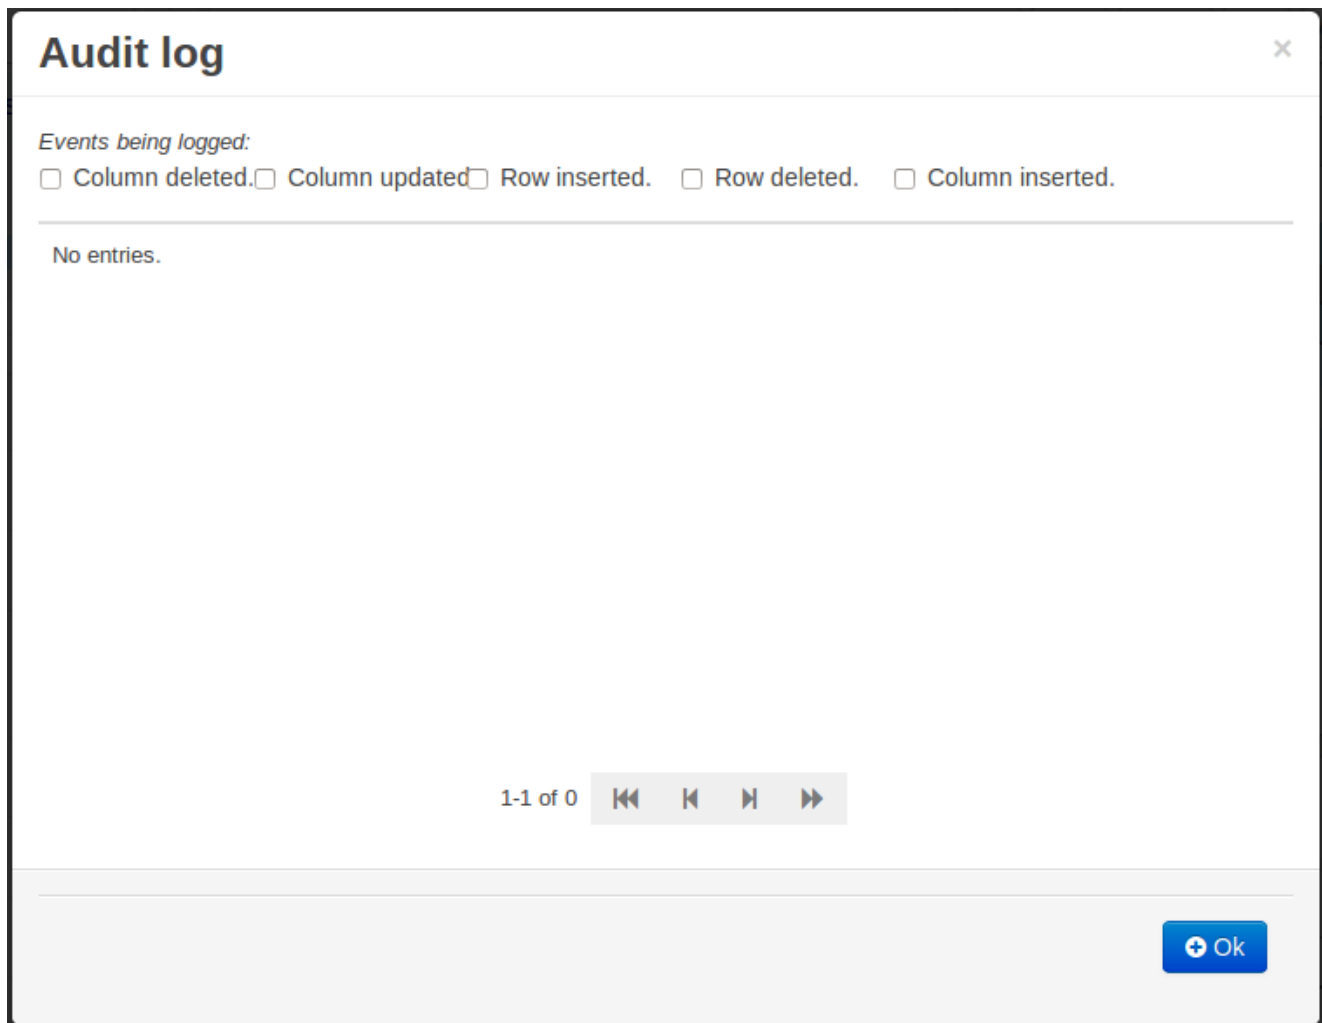 Audit log
Events being logged:
Column deleted. Column updated Row inserted. Row deleted. Column inserted.
No entries.
1-1 of 0
Ok